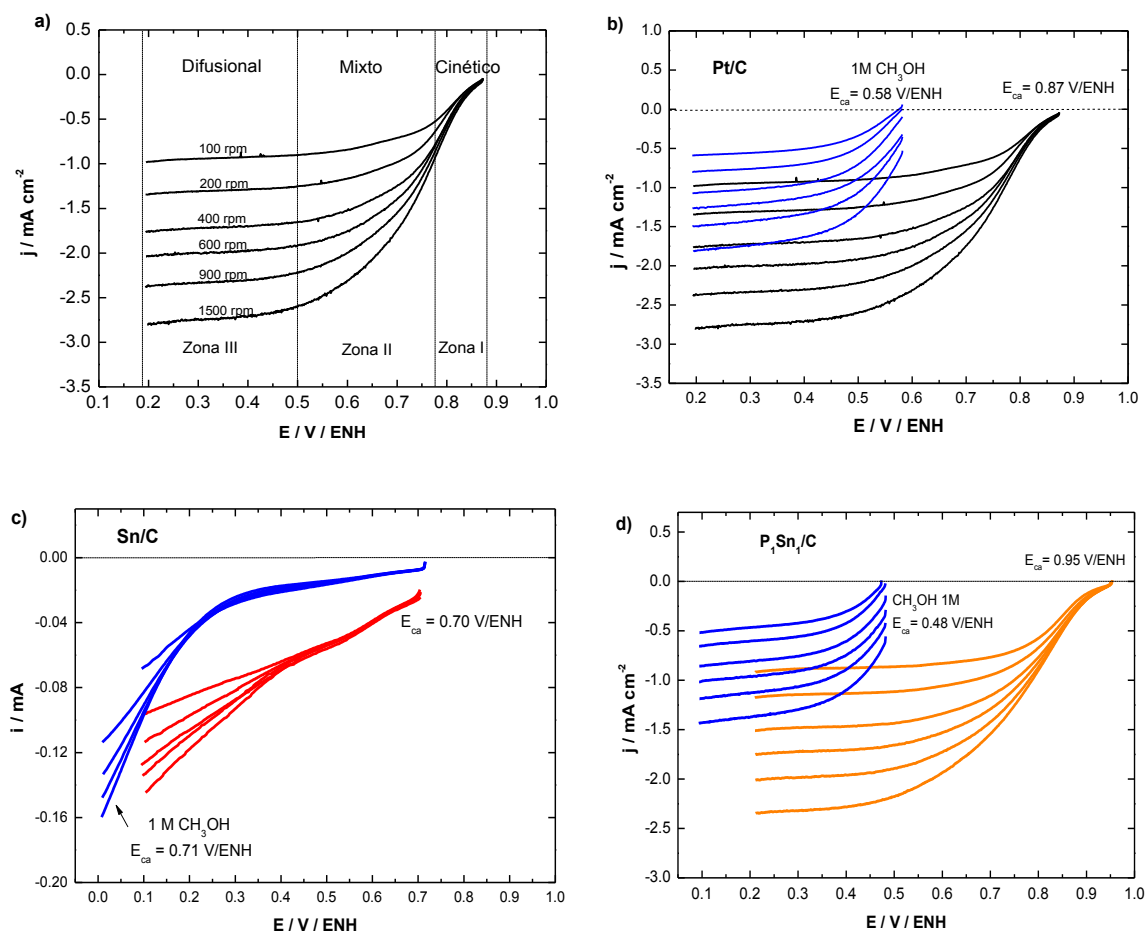 a)
Difusional Mixto Cinético
100 rpm
200 rpm
400 rpm
600 rpm
900 rpm
1500 rpm
Zona III Zona II Zona I
0.5
0.0
-0.5
-1.0
-1.5
-2.0
-2.5
-3.0
-3.5
j / mA cm-2
0.1 0.2 0.3 0.4 0.5 0.6 0.7 0.8 0.9 1.0
E / V / ENH
b)
Pt/C
1M CH3OH
Eca= 0.58 V/ENH
Eca= 0.87 V/ENH
1.0
0.5
0.0
-0.5
-1.0
-1.5
-2.0
-2.5
-3.0
-3.5
j / mA cm-2
0.2 0.3 0.4 0.5 0.6 0.7 0.8 0.9 1.0
E / V / ENH
c)
Sn/C
Eca = 0.70 V/ENH
1 M CH3OH
Eca = 0.71 V/ENH
0.00
-0.04
-0.08
-0.12
-0.16
-0.20
i / mA
0.0 0.1 0.2 0.3 0.4 0.5 0.6 0.7 0.8 0.9 1.0
E / V / ENH
d)
P1Sn1/C
Eca= 0.95 V/ENH
CH3OH 1M
Eca= 0.48 V/ENH
0.5
0.0
-0.5
-1.0
-1.5
-2.0
-2.5
-3.0
j / mA cm-2
0.1 0.2 0.3 0.4 0.5 0.6 0.7 0.8 0.9 1.0
E / V / ENH